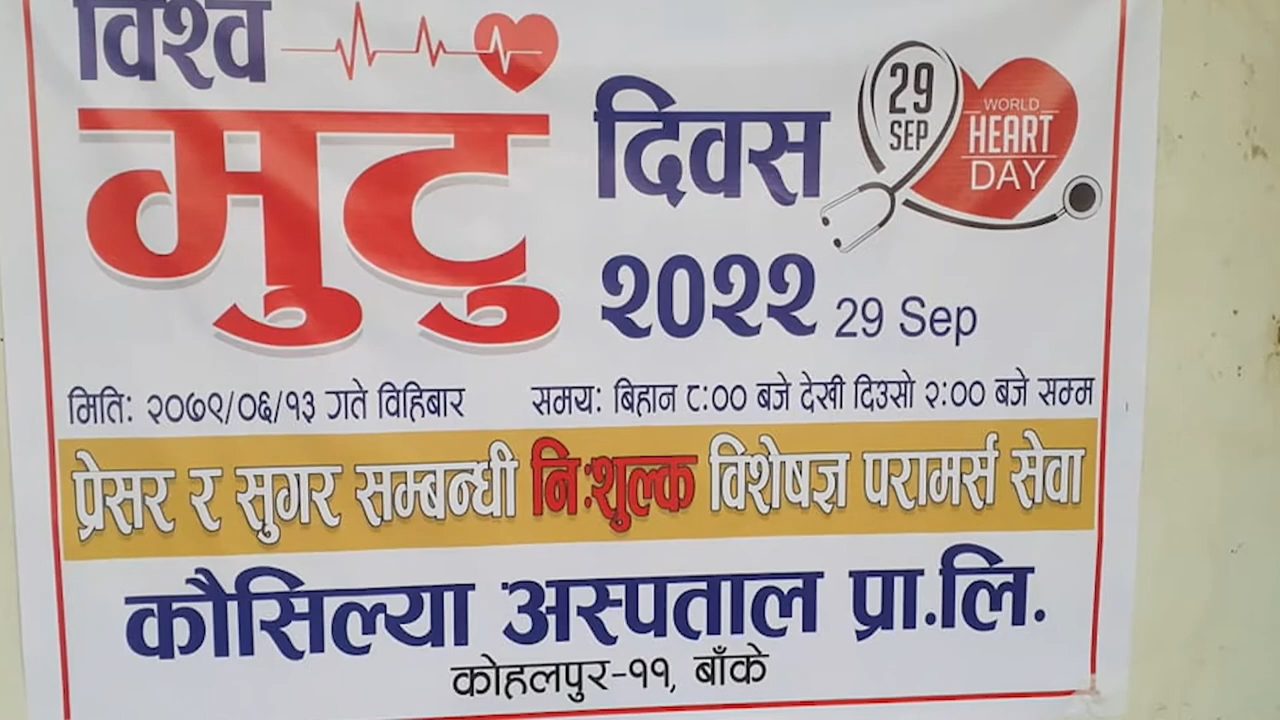 विश्व
मुटु दिवस
29
SEP
WORLD
HEART
DAY
२०२२ 29 Sep
मिति: २०७९/०६/१३ गते विहिबार समय: बिहान ८:०० बजे देखी दिउसो २:०० बजे सम्म
प्रेसर र सुगर सम्बन्धी नि:शुल्क विशेषज्ञ परामर्स सेवा
कौसिल्या अस्पताल प्रा.लि.
कोहलपुर-११, बाँके